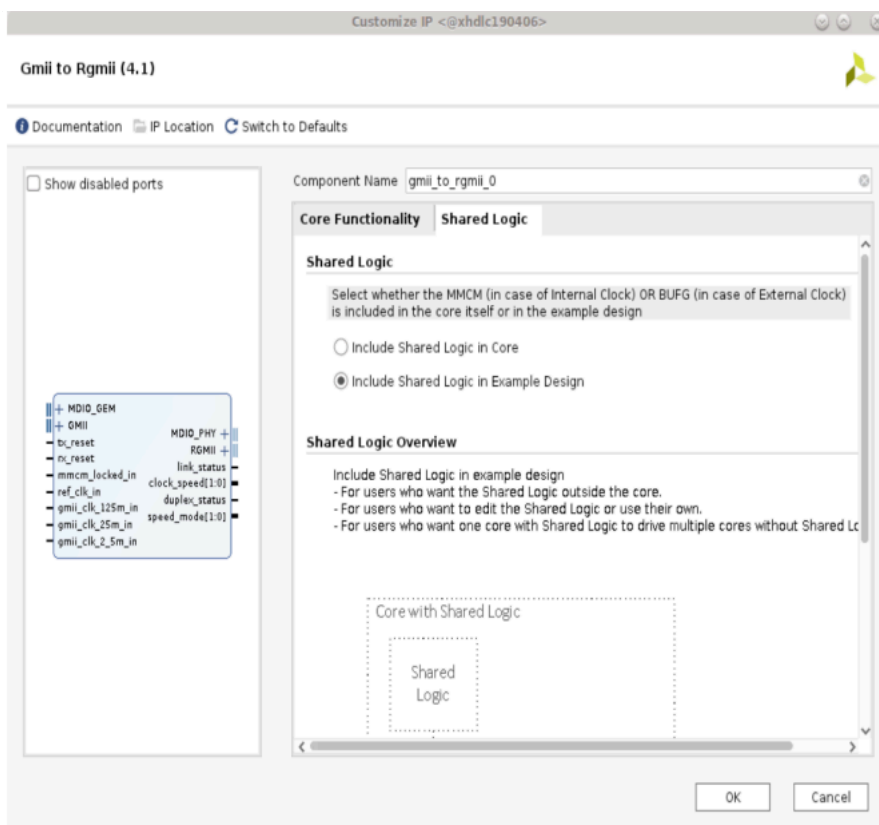 Customize IP <@xhdlc190406>
Gmii to Rgmii (4.1)
Documentation IP Location Switch to Defaults
Show disabled ports
MDIO_GEM
GMII
tx_reset
rx_reset
mmcm_locked_in
ref_clk_in
gmii_clk_125m_in
gmii_clk_25m_in
gmii_clk_2_5m_in
MDIO_PHY
RGMII
link_status
clock_speed[1:0]
duplex_status
speed_mode[1:0]
Component Name gmii_to_rgmii_0
Core Functionality Shared Logic
Shared Logic
Select whether the MMCM (in case of Internal Clock) OR BUFG (in case of External Clock)
is included in the core itself or in the example design
Include Shared Logic in Core
Include Shared Logic in Example Design
Shared Logic Overview
Include Shared Logic in example design
- For users who want the Shared Logic outside the core.
- For users who want to edit the Shared Logic or use their own.
- For users who want one core with Shared Logic to drive multiple cores without Shared Lo
Core with Shared Logic
Shared
Logic
OK Cancel